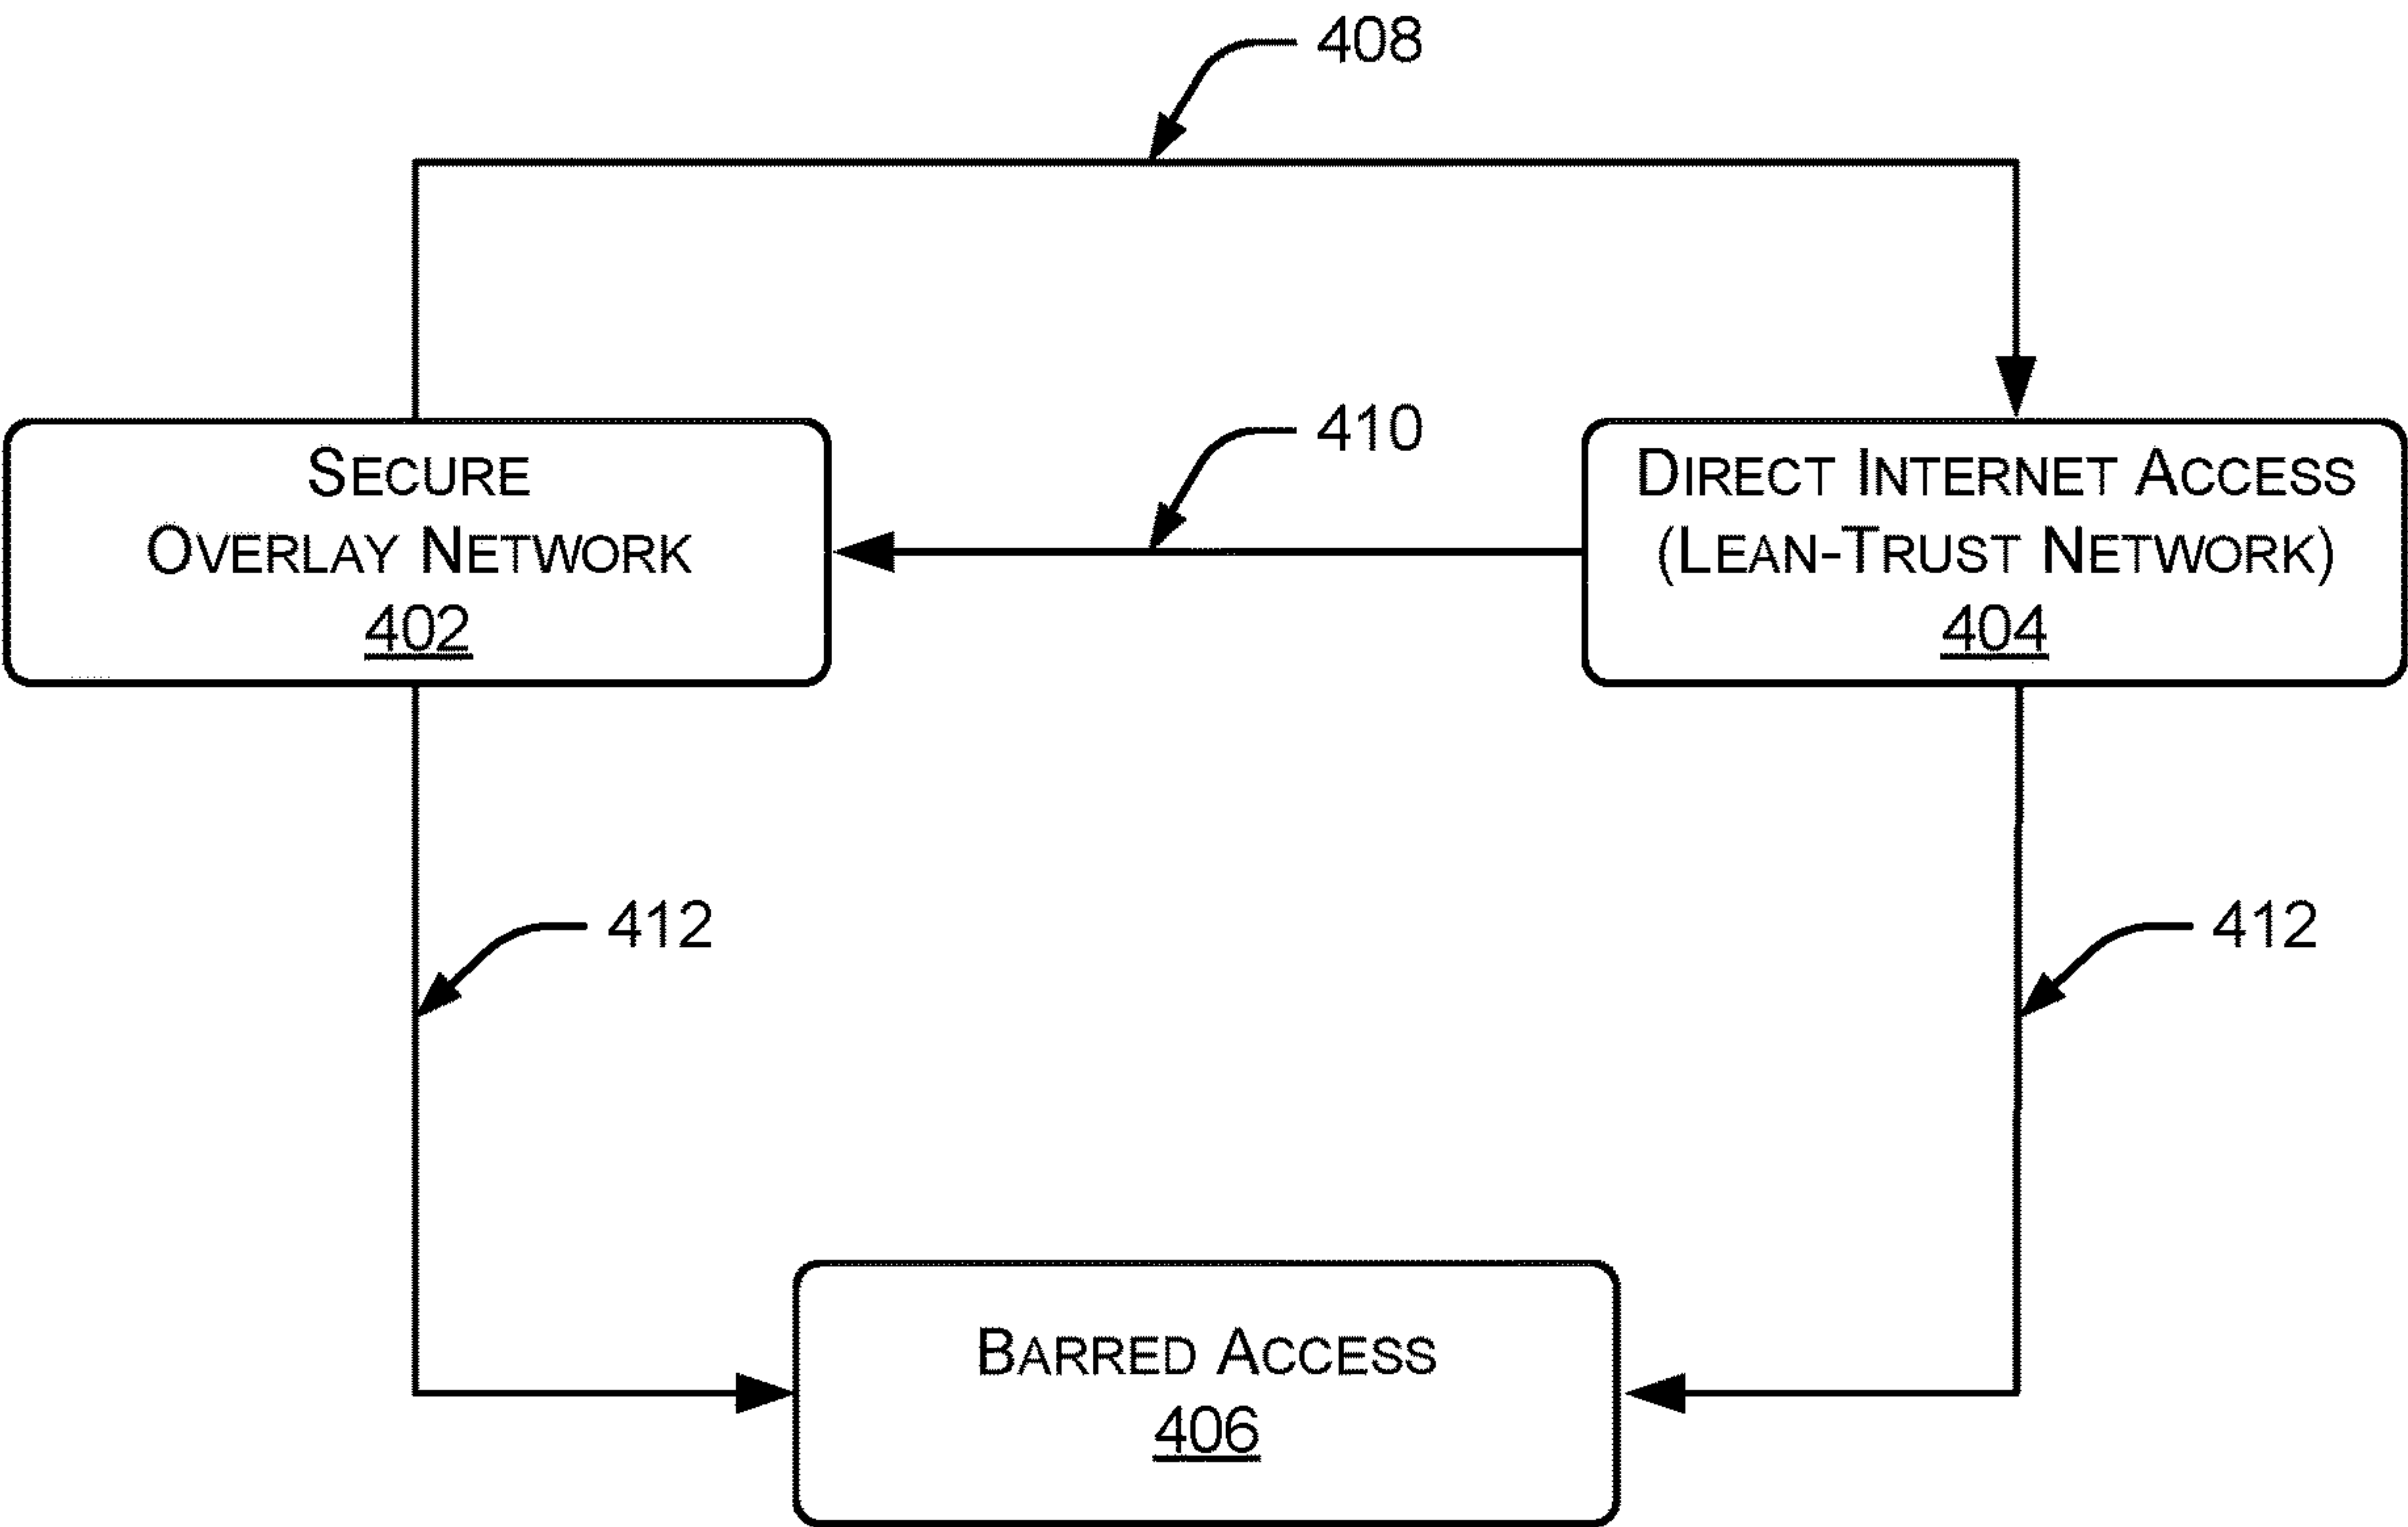 408
410
SECURE
OVERLAY NETWORK
402
DIRECT INTERNET ACCESS
(LEAN-TRUST NETWORK)
404
412
412
BARRED ACCESS
406